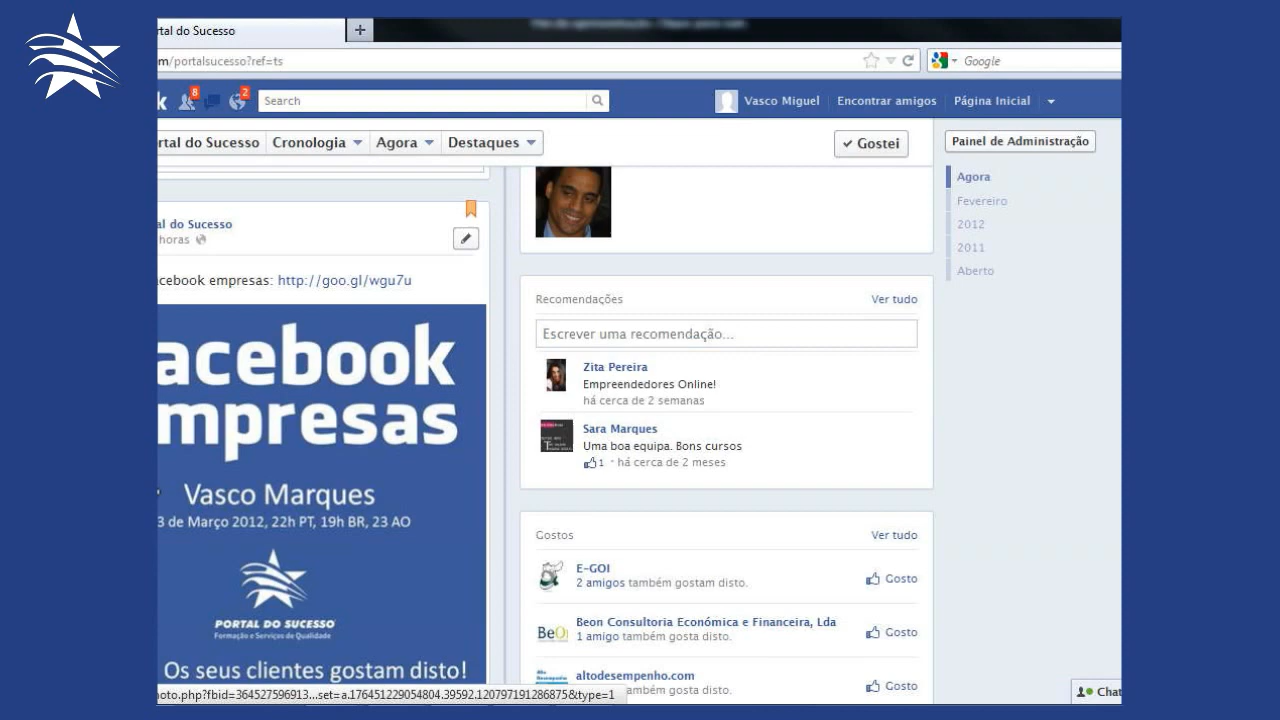 rtal do Sucesso
m/portalsucesso?ref=ts
Google
k
8
2
Search
Vasco Miguel
Encontrar amigos
Página Inicial
rtal do Sucesso
Cronologia
Agora
Destaques
Gostei
Painel de Administração
Agora
Fevereiro
2012
2011
Aberto
al do Sucesso
horas
acebook empresas: http://goo.gl/wgu7u
acebook
mpresas
Vasco Marques
3 de Março 2012, 22h PT, 19h BR, 23 AO
PORTAL DO SUCESSO
Formação e Serviços de Qualidade
Os seus clientes gostam disto!
Recomendações
Ver tudo
Escrever uma recomendação...
Zita Pereira
Empreendedores Online!
há cerca de 2 semanas
Sara Marques
Uma boa equipa. Bons cursos
1 · há cerca de 2 meses
Gostos
Ver tudo
E-GOI
2 amigos também gostam disto.
Gosto
Beon Consultoria Económica e Financeira, Lda
1 amigo também gosta disto.
Gosto
altodesempenho.com
também gostam disto.
Gosto
oto.php?fbid=364527596913...set=a.176451229054804.39592.120797191286875&type=1
Chat